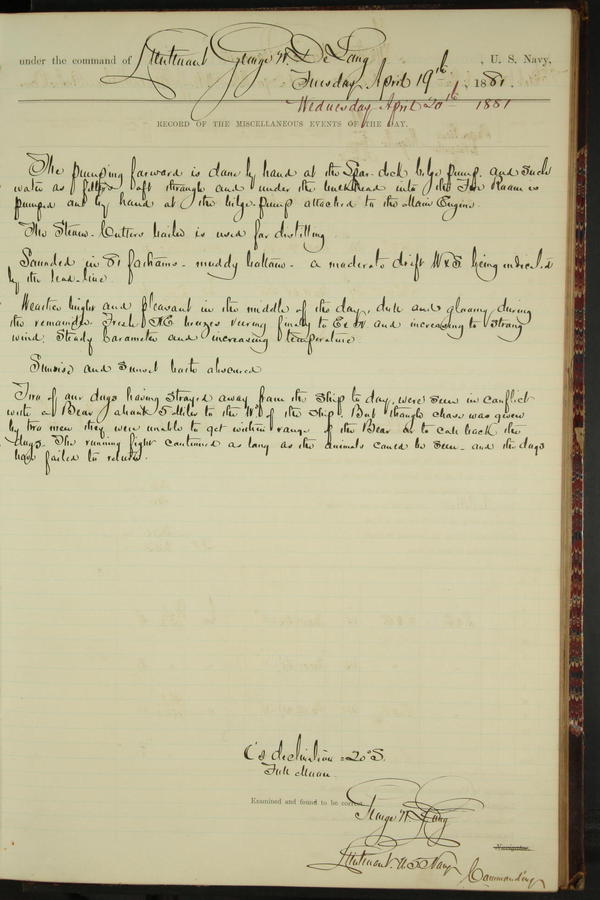 under the command of Lieutenant George W. De Long, U. S. Navy,
Tuesday April 19th, 1881.
Wednesday April 20th 1881
RECORD OF THE MISCELLANEOUS EVENTS OF THE DAY.
The pumping forward is done by hand at the Spar-deck bilge pump, and such
water as filters aft through and under the bulkhead into the Fire Room is
pumped out by hand at the bilge-pump attached to the Main Engine.
The Steam-Cutters boiler is used for distilling
Sounded in 31 fathoms - muddy bottom - a moderate drift W&S being indicated
by the lead-line.
Weather bright and pleasant in the middle of the day, dull and gloomy during
the remainder. Fresh NE breezes veering finally to and increasing to strong
wind. Steady barometer and increasing temperature.
Sunrise and Sunset both obscured
Two of our dogs having strayed away from the ship to day, were seen in conflict
with a Bear about 5 Miles to the of the ship. But though chase was given
by two men they were unable to get within range of the Bear or to call back the
dogs. The running fight continued as long as the animals could be seen - and the dogs
have failed to return.
C's declination = 20° S.
Full Moon.
Examined and found to be correct.
George W. De Long
Navigator.
Lieutenant U.S. Navy
Commanding